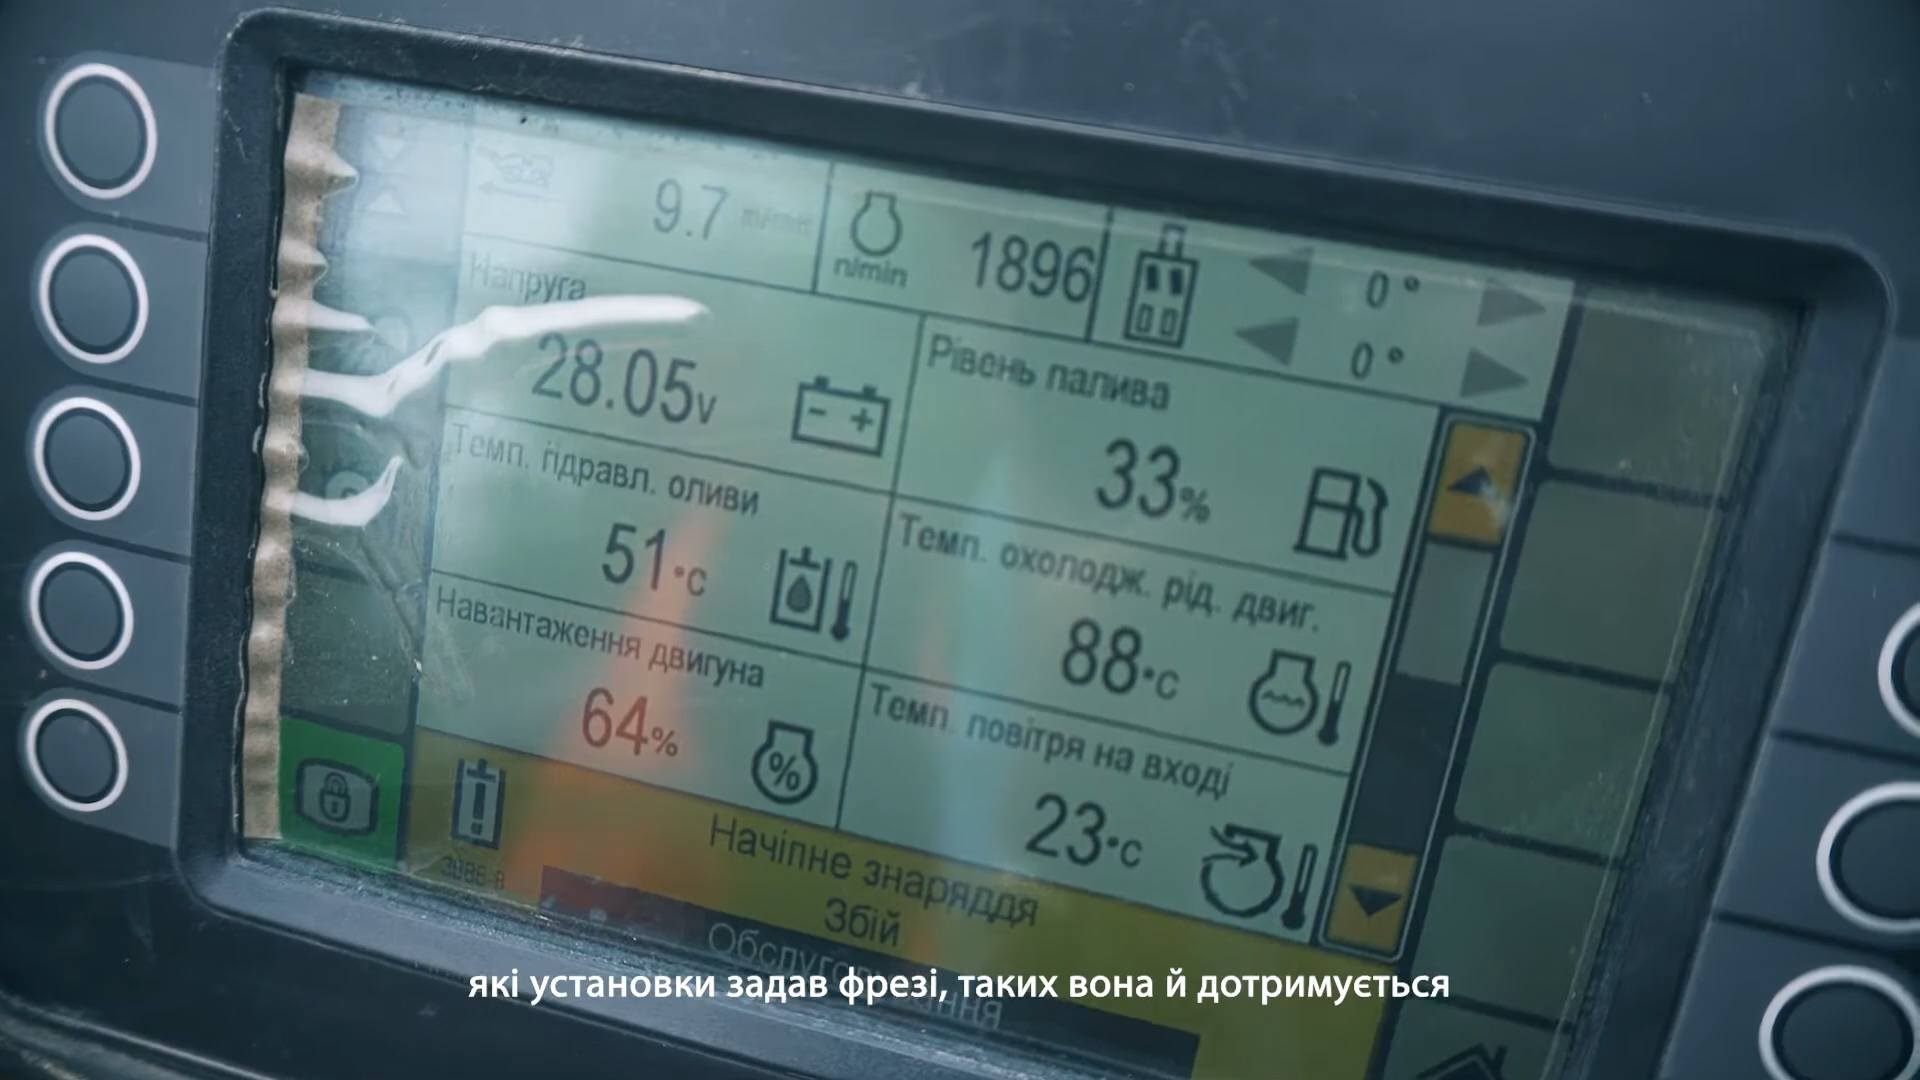 9.7 m/min
n/min 1896
0°
0°
Напруга
28.05v
Рівень палива
33%
Темп. гідравл. оливи
51°C
Темп. охолодж. рід. двиг.
88°C
Навантаження двигуна
64%
%
Темп. повітря на вході
23°C
Начіпне знаряддя
Збій
які установки задав фрезі, таких вона й дотримується